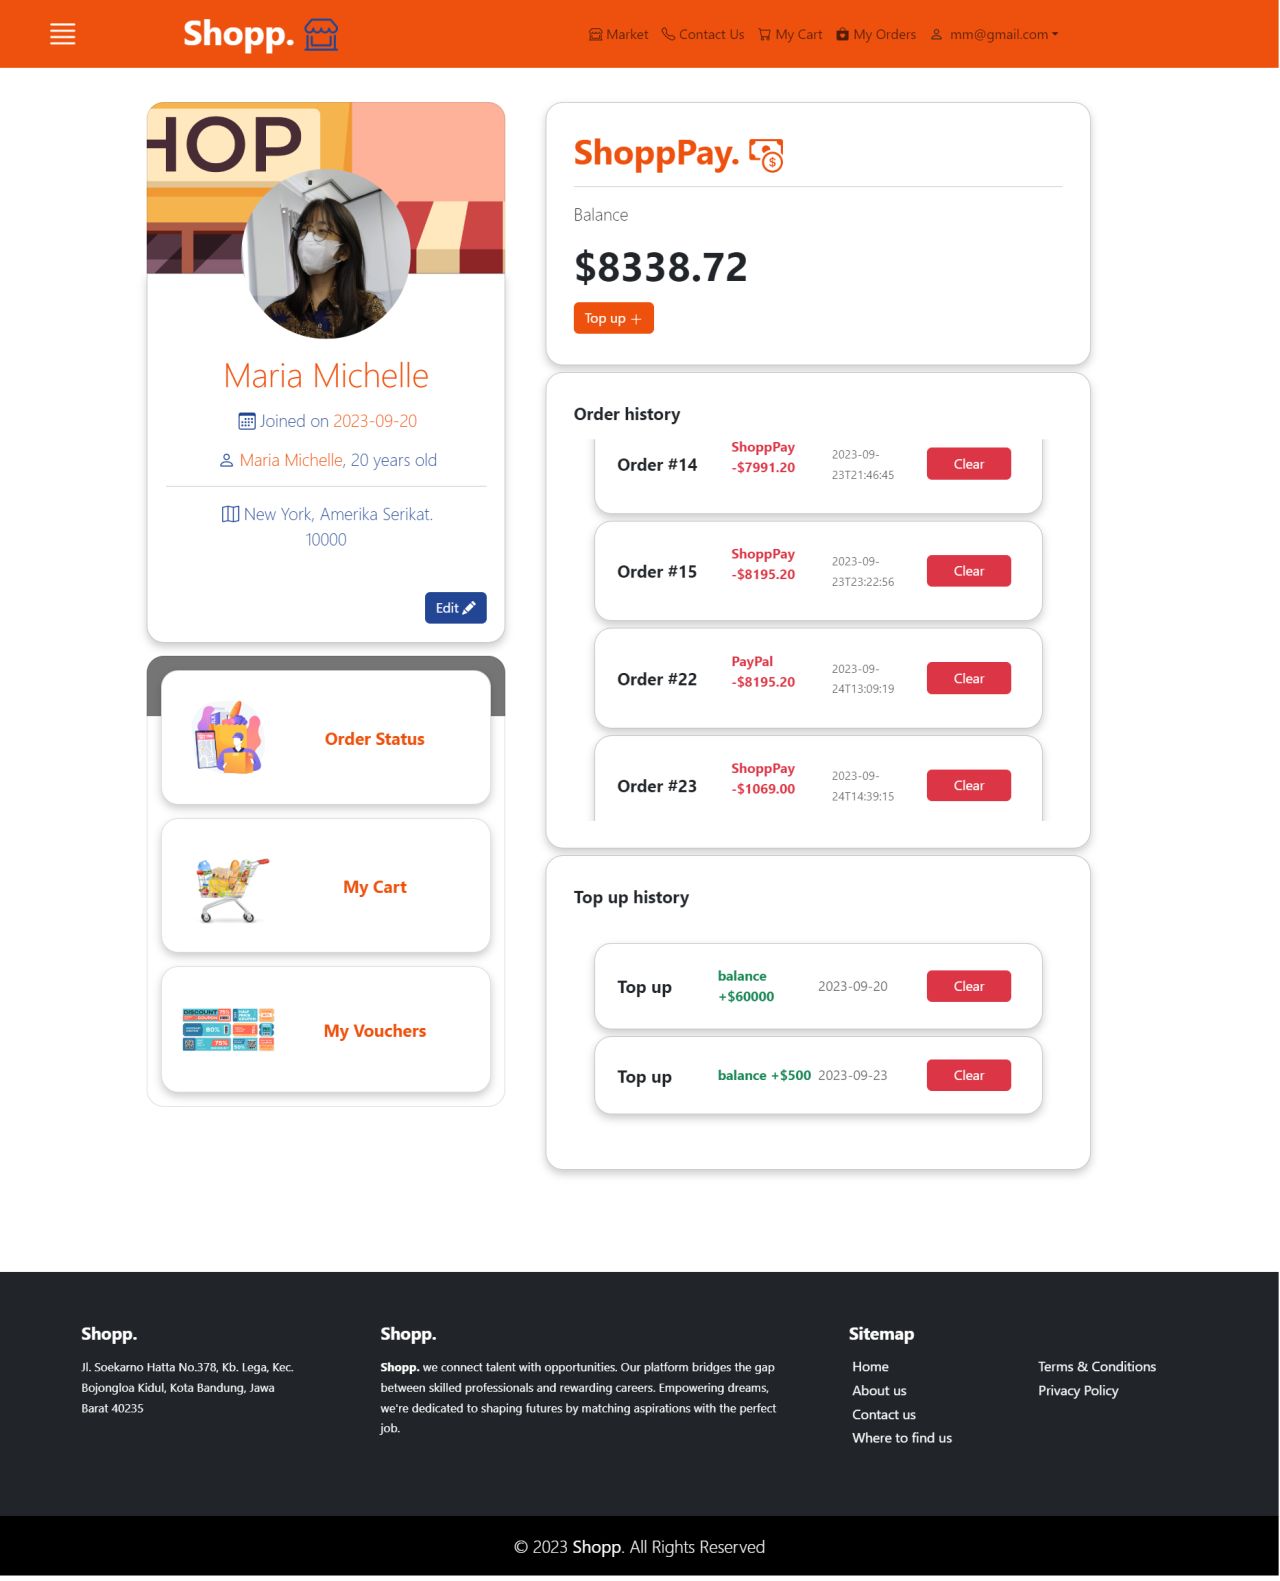 Shopp.
Market Contact Us My Cart My Orders mm@gmail.com
HOP
Maria Michelle
Joined on 2023-09-20
Maria Michelle, 20 years old
New York, Amerika Serikat.
10000
Edit
Order Status
My Cart
My Vouchers
ShoppPay.
Balance
$8338.72
Top up +
Order history
Order #14
ShoppPay
-$7991.20
2023-09-
23T21:46:45
Clear
Order #15
ShoppPay
-$8195.20
2023-09-
23T23:22:56
Clear
Order #22
PayPal
-$8195.20
2023-09-
24T13:09:19
Clear
Order #23
ShoppPay
-$1069.00
2023-09-
24T14:39:15
Clear
Top up history
Top up
balance
+$60000
2023-09-20
Clear
Top up
balance +$500
2023-09-23
Clear
Shopp.
Jl. Soekarno Hatta No.378, Kb. Lega, Kec.
Bojongloa Kidul, Kota Bandung, Jawa
Barat 40235
Shopp.
Shopp. we connect talent with opportunities. Our platform bridges the gap
between skilled professionals and rewarding careers. Empowering dreams,
we're dedicated to shaping futures by matching aspirations with the perfect
job.
Sitemap
Home
About us
Contact us
Where to find us
Terms & Conditions
Privacy Policy
© 2023 Shopp. All Rights Reserved